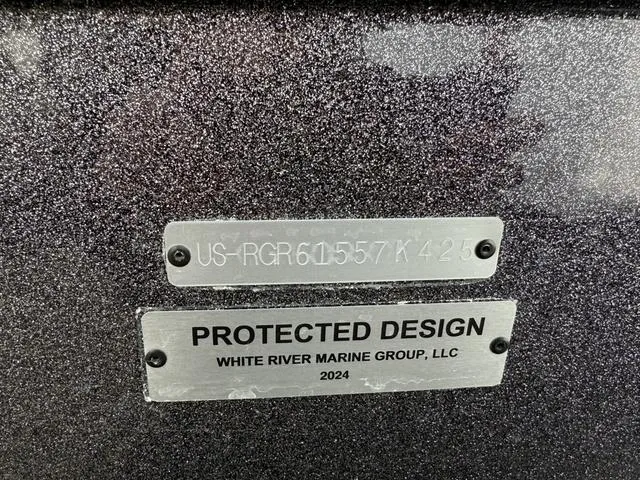 US-RGR61557K425
PROTECTED DESIGN
WHITE RIVER MARINE GROUP, LLC
2024